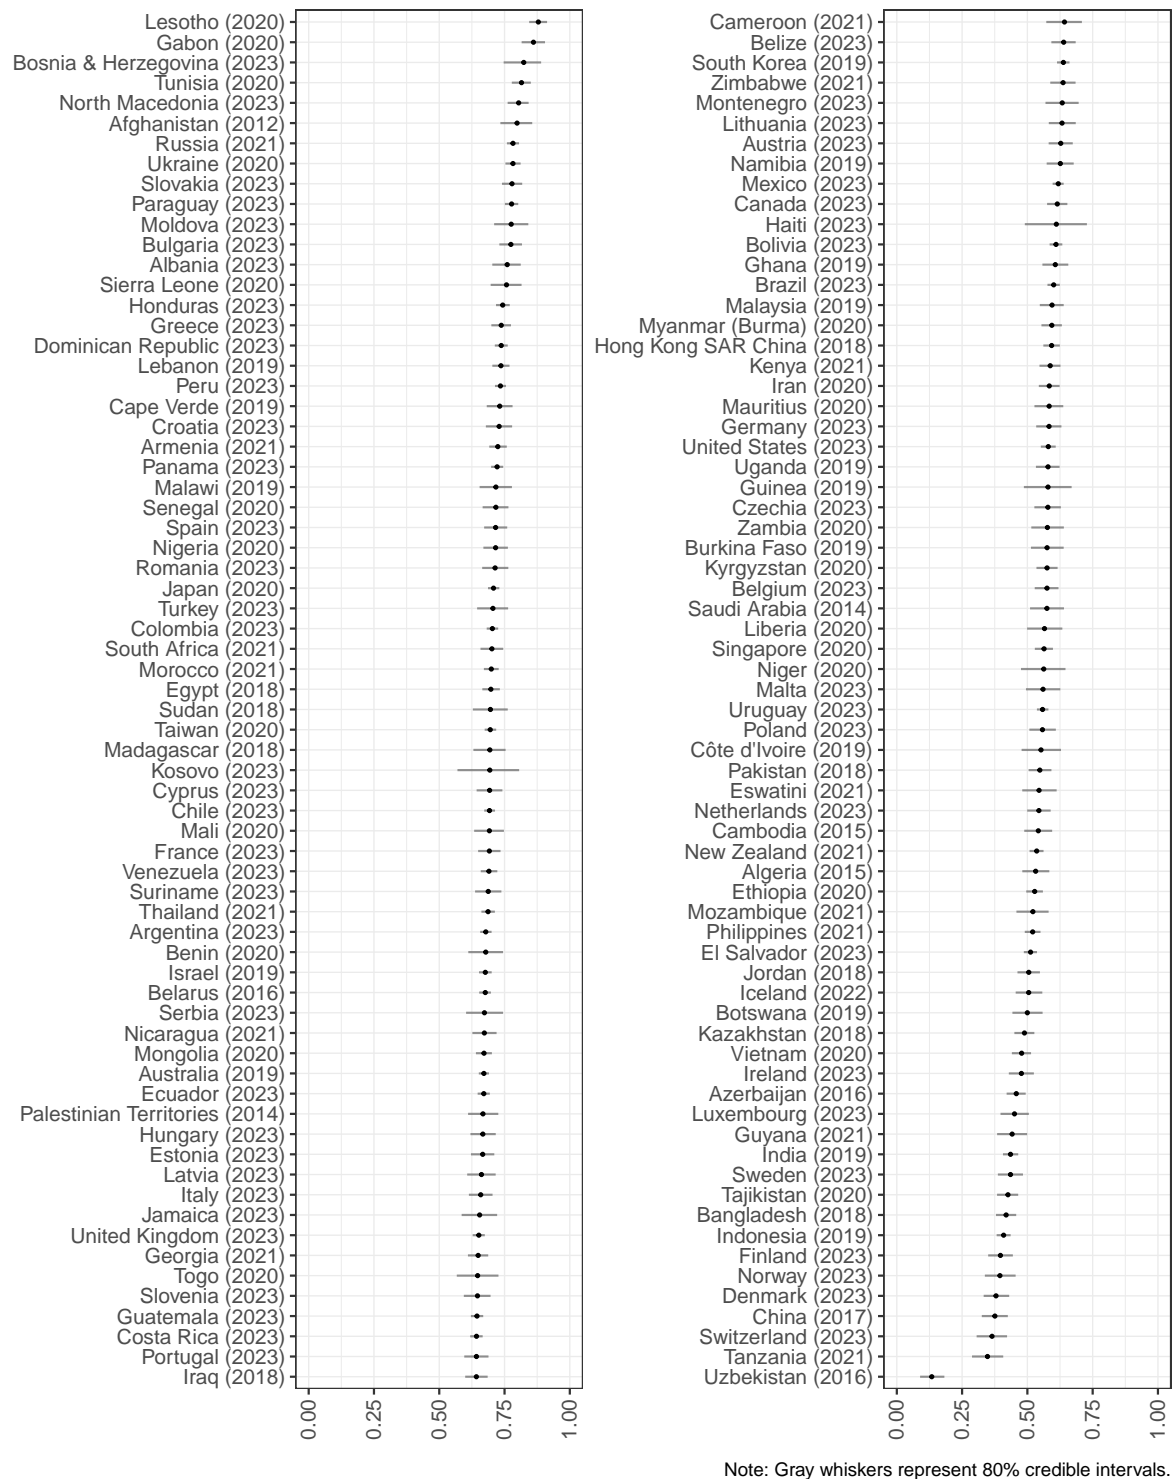 Lesotho (2020)
Gabon (2020)
Bosnia & Herzegovina (2023)
Tunisia (2020)
North Macedonia (2023)
Afghanistan (2012)
Russia (2021)
Ukraine (2020)
Slovakia (2023)
Paraguay (2023)
Moldova (2023)
Bulgaria (2023)
Albania (2023)
Sierra Leone (2020)
Honduras (2023)
Greece (2023)
Dominican Republic (2023)
Lebanon (2019)
Peru (2023)
Cape Verde (2019)
Croatia (2023)
Armenia (2021)
Panama (2023)
Malawi (2019)
Senegal (2020)
Spain (2023)
Nigeria (2020)
Romania (2023)
Japan (2020)
Turkey (2023)
Colombia (2023)
South Africa (2021)
Morocco (2021)
Egypt (2018)
Sudan (2018)
Taiwan (2020)
Madagascar (2018)
Kosovo (2023)
Cyprus (2023)
Chile (2023)
Mali (2020)
France (2023)
Venezuela (2023)
Suriname (2023)
Thailand (2021)
Argentina (2023)
Benin (2020)
Israel (2019)
Belarus (2016)
Serbia (2023)
Nicaragua (2021)
Mongolia (2020)
Australia (2019)
Ecuador (2023)
Palestinian Territories (2014)
Hungary (2023)
Estonia (2023)
Latvia (2023)
Italy (2023)
Jamaica (2023)
United Kingdom (2023)
Georgia (2021)
Togo (2020)
Slovenia (2023)
Guatemala (2023)
Costa Rica (2023)
Portugal (2023)
Iraq (2018)
0.00
0.25
0.50
0.75
1.00
Cameroon (2021)
Belize (2023)
South Korea (2019)
Zimbabwe (2021)
Montenegro (2023)
Lithuania (2023)
Austria (2023)
Namibia (2019)
Mexico (2023)
Canada (2023)
Haiti (2023)
Bolivia (2023)
Ghana (2019)
Brazil (2023)
Malaysia (2019)
Myanmar (Burma) (2020)
Hong Kong SAR China (2018)
Kenya (2021)
Iran (2020)
Mauritius (2020)
Germany (2023)
United States (2023)
Uganda (2019)
Guinea (2019)
Czechia (2023)
Zambia (2020)
Burkina Faso (2019)
Kyrgyzstan (2020)
Belgium (2023)
Saudi Arabia (2014)
Liberia (2020)
Singapore (2020)
Niger (2020)
Malta (2023)
Uruguay (2023)
Poland (2023)
Côte d'Ivoire (2019)
Pakistan (2018)
Eswatini (2021)
Netherlands (2023)
Cambodia (2015)
New Zealand (2021)
Algeria (2015)
Ethiopia (2020)
Mozambique (2021)
Philippines (2021)
El Salvador (2023)
Jordan (2018)
Iceland (2022)
Botswana (2019)
Kazakhstan (2018)
Vietnam (2020)
Ireland (2023)
Azerbaijan (2016)
Luxembourg (2023)
Guyana (2021)
India (2019)
Sweden (2023)
Tajikistan (2020)
Bangladesh (2018)
Indonesia (2019)
Finland (2023)
Norway (2023)
Denmark (2023)
China (2017)
Switzerland (2023)
Tanzania (2021)
Uzbekistan (2016)
0.00
0.25
0.50
0.75
1.00
Note: Gray whiskers represent 80% credible intervals.